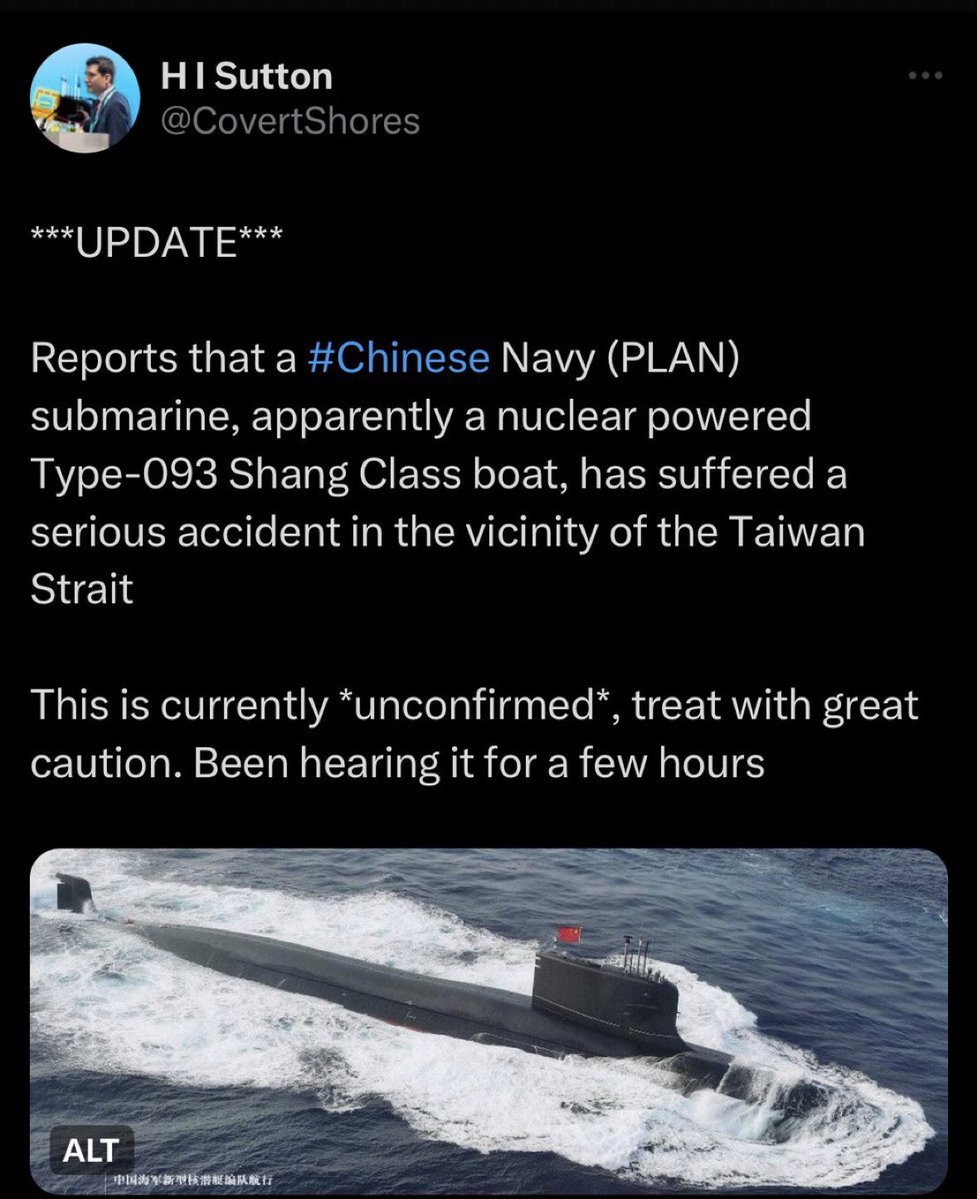 H I Sutton
@CovertShores
***UPDATE***
Reports that a #Chinese Navy (PLAN)
submarine, apparently a nuclear powered
Type-093 Shang Class boat, has suffered a
serious accident in the vicinity of the Taiwan
Strait
This is currently *unconfirmed*, treat with great
caution. Been hearing it for a few hours
ALT
中国海军新型核潜艇编队航行